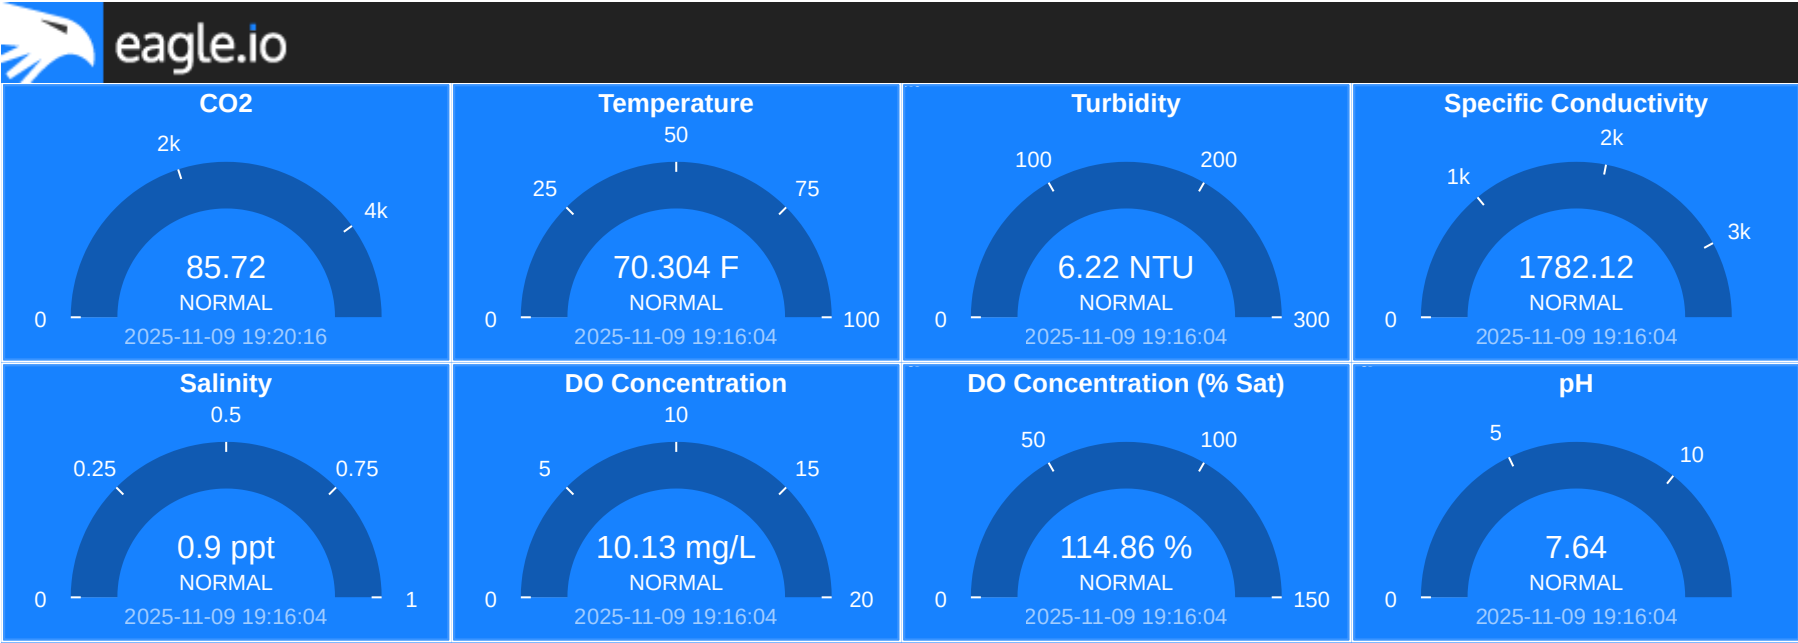 eagle.io
CO2
2k
4k
85.72
NORMAL
0
2025-11-09 19:20:16
Temperature
50
25
75
70.304 F
NORMAL
0
100
2025-11-09 19:16:04
Turbidity
100
200
6.22 NTU
NORMAL
0
300
2025-11-09 19:16:04
Specific Conductivity
2k
1k
3k
1782.12
NORMAL
0
2025-11-09 19:16:04
Salinity
0.5
0.25
0.75
0.9 ppt
NORMAL
0
1
2025-11-09 19:16:04
DO Concentration
10
5
15
10.13 mg/L
NORMAL
0
20
2025-11-09 19:16:04
DO Concentration (% Sat)
50
100
114.86 %
NORMAL
0
150
2025-11-09 19:16:04
pH
5
10
7.64
NORMAL
0
2025-11-09 19:16:04